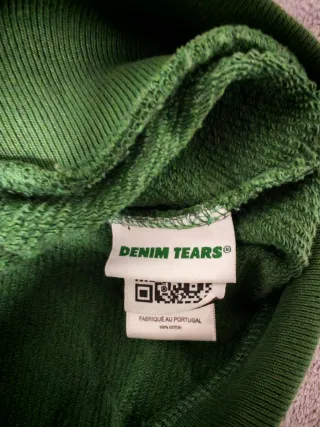 DENIM TEARS®
FABRIQUÉ AU PORTUGAL
100% COTON